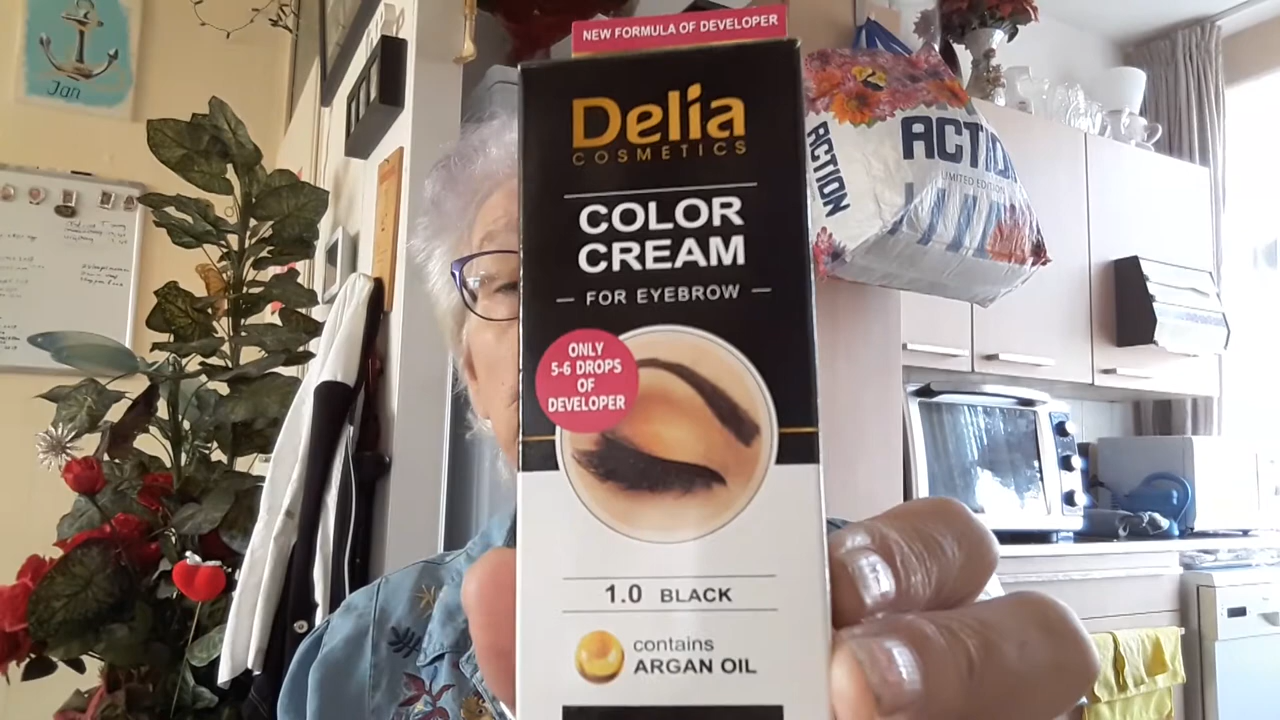 NEW FORMULA OF DEVELOPER
Delia
COSMETICS
COLOR
CREAM
FOR EYEBROW
ONLY
5-6 DROPS
OF
DEVELOPER
1.0 BLACK
contains
ARGAN OIL
Jan
ACTION
ACTION
LIMITED EDITION